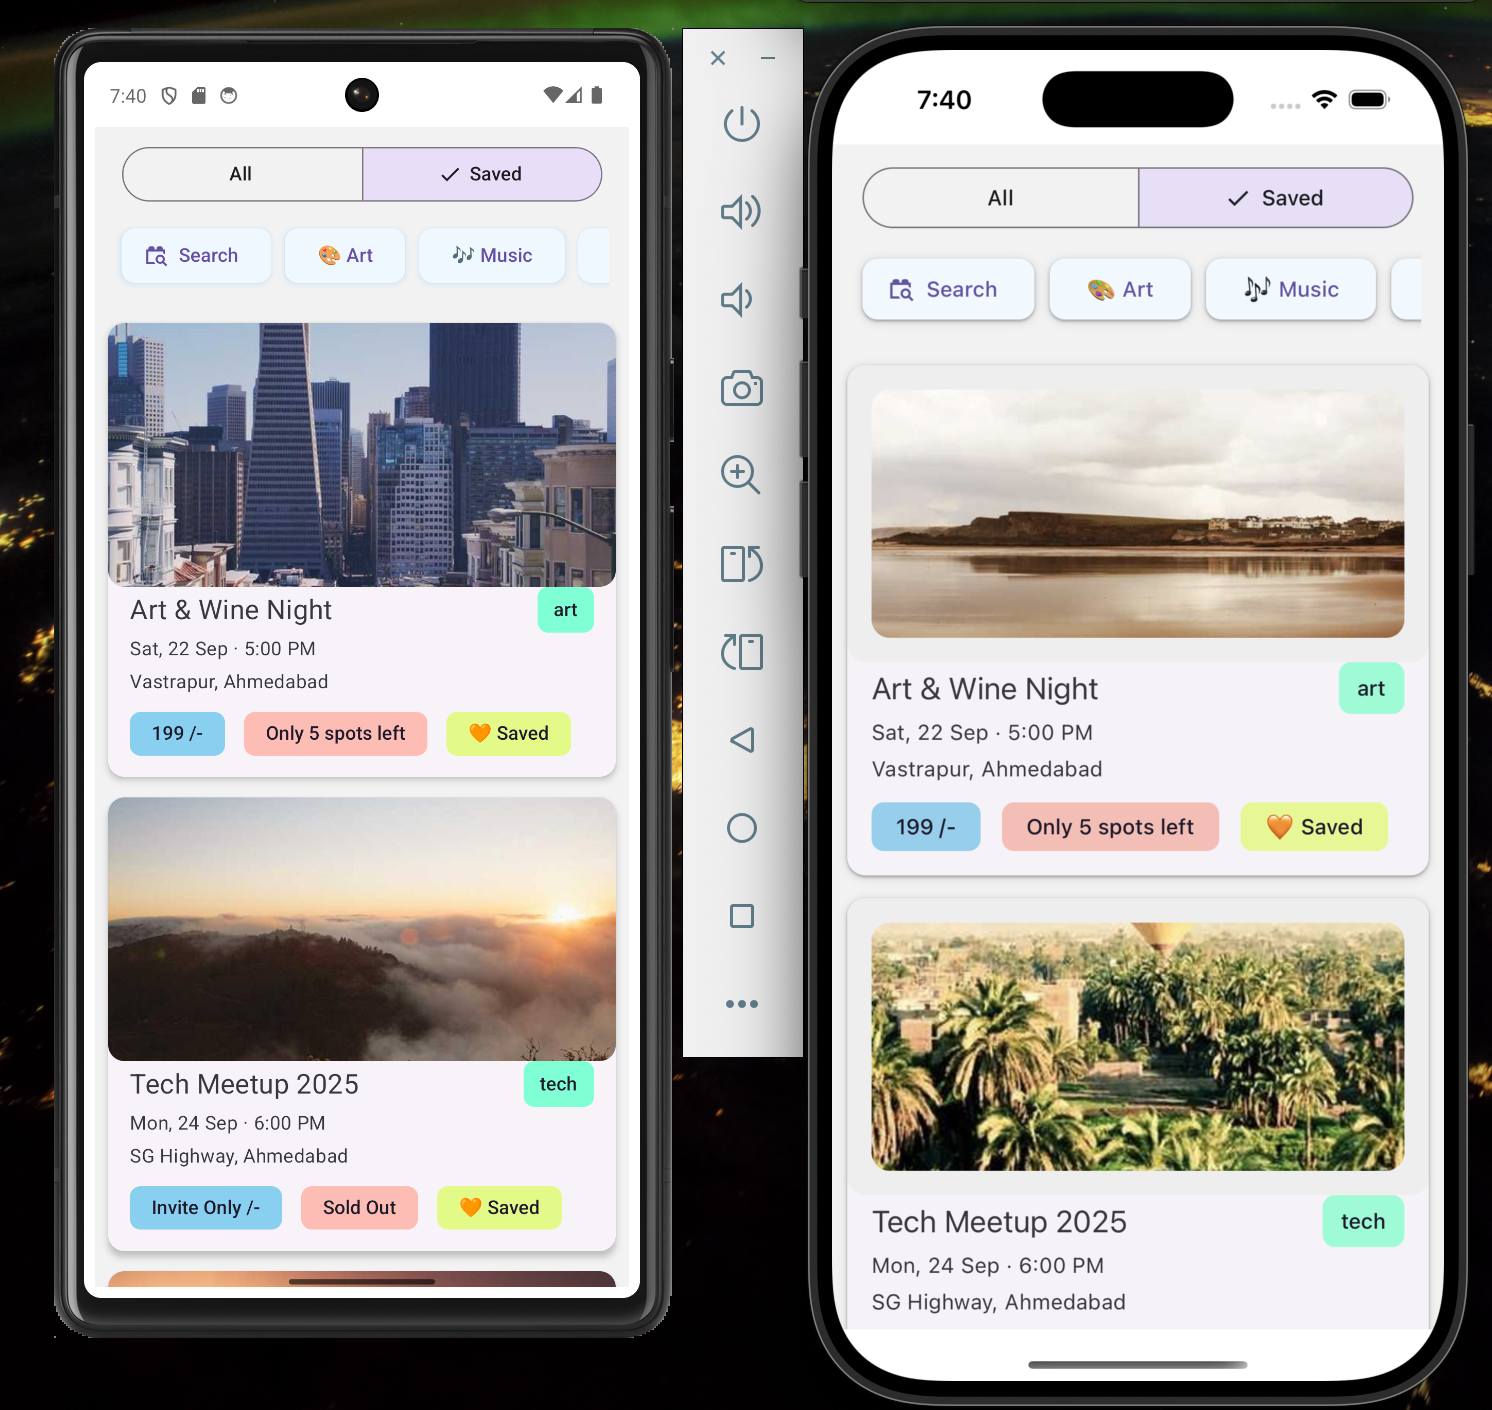 7:40
All
Saved
Search
🎨 Art
🎶 Music
Art & Wine Night
art
Sat, 22 Sep · 5:00 PM
Vastrapur, Ahmedabad
199 /-
Only 5 spots left
🧡 Saved
Tech Meetup 2025
tech
Mon, 24 Sep · 6:00 PM
SG Highway, Ahmedabad
Invite Only /-
Sold Out
🧡 Saved
7:40
All
Saved
Search
🎨 Art
🎶 Music
Art & Wine Night
art
Sat, 22 Sep · 5:00 PM
Vastrapur, Ahmedabad
199 /-
Only 5 spots left
🧡 Saved
Tech Meetup 2025
tech
Mon, 24 Sep · 6:00 PM
SG Highway, Ahmedabad